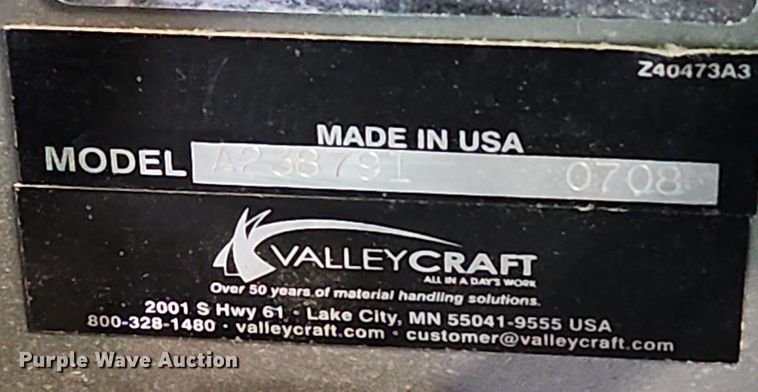 Z40473A3
MADE IN USA
MODEL A238791 0708
VALLEYCRAFT
ALL IN A DAY'S WORK
Over 50 years of material handling solutions.
2001 S Hwy 61 • Lake City, MN 55041-9555 USA
800-328-1480 • valleycraft.com • customer@valleycraft.com
Purple Wave Auction